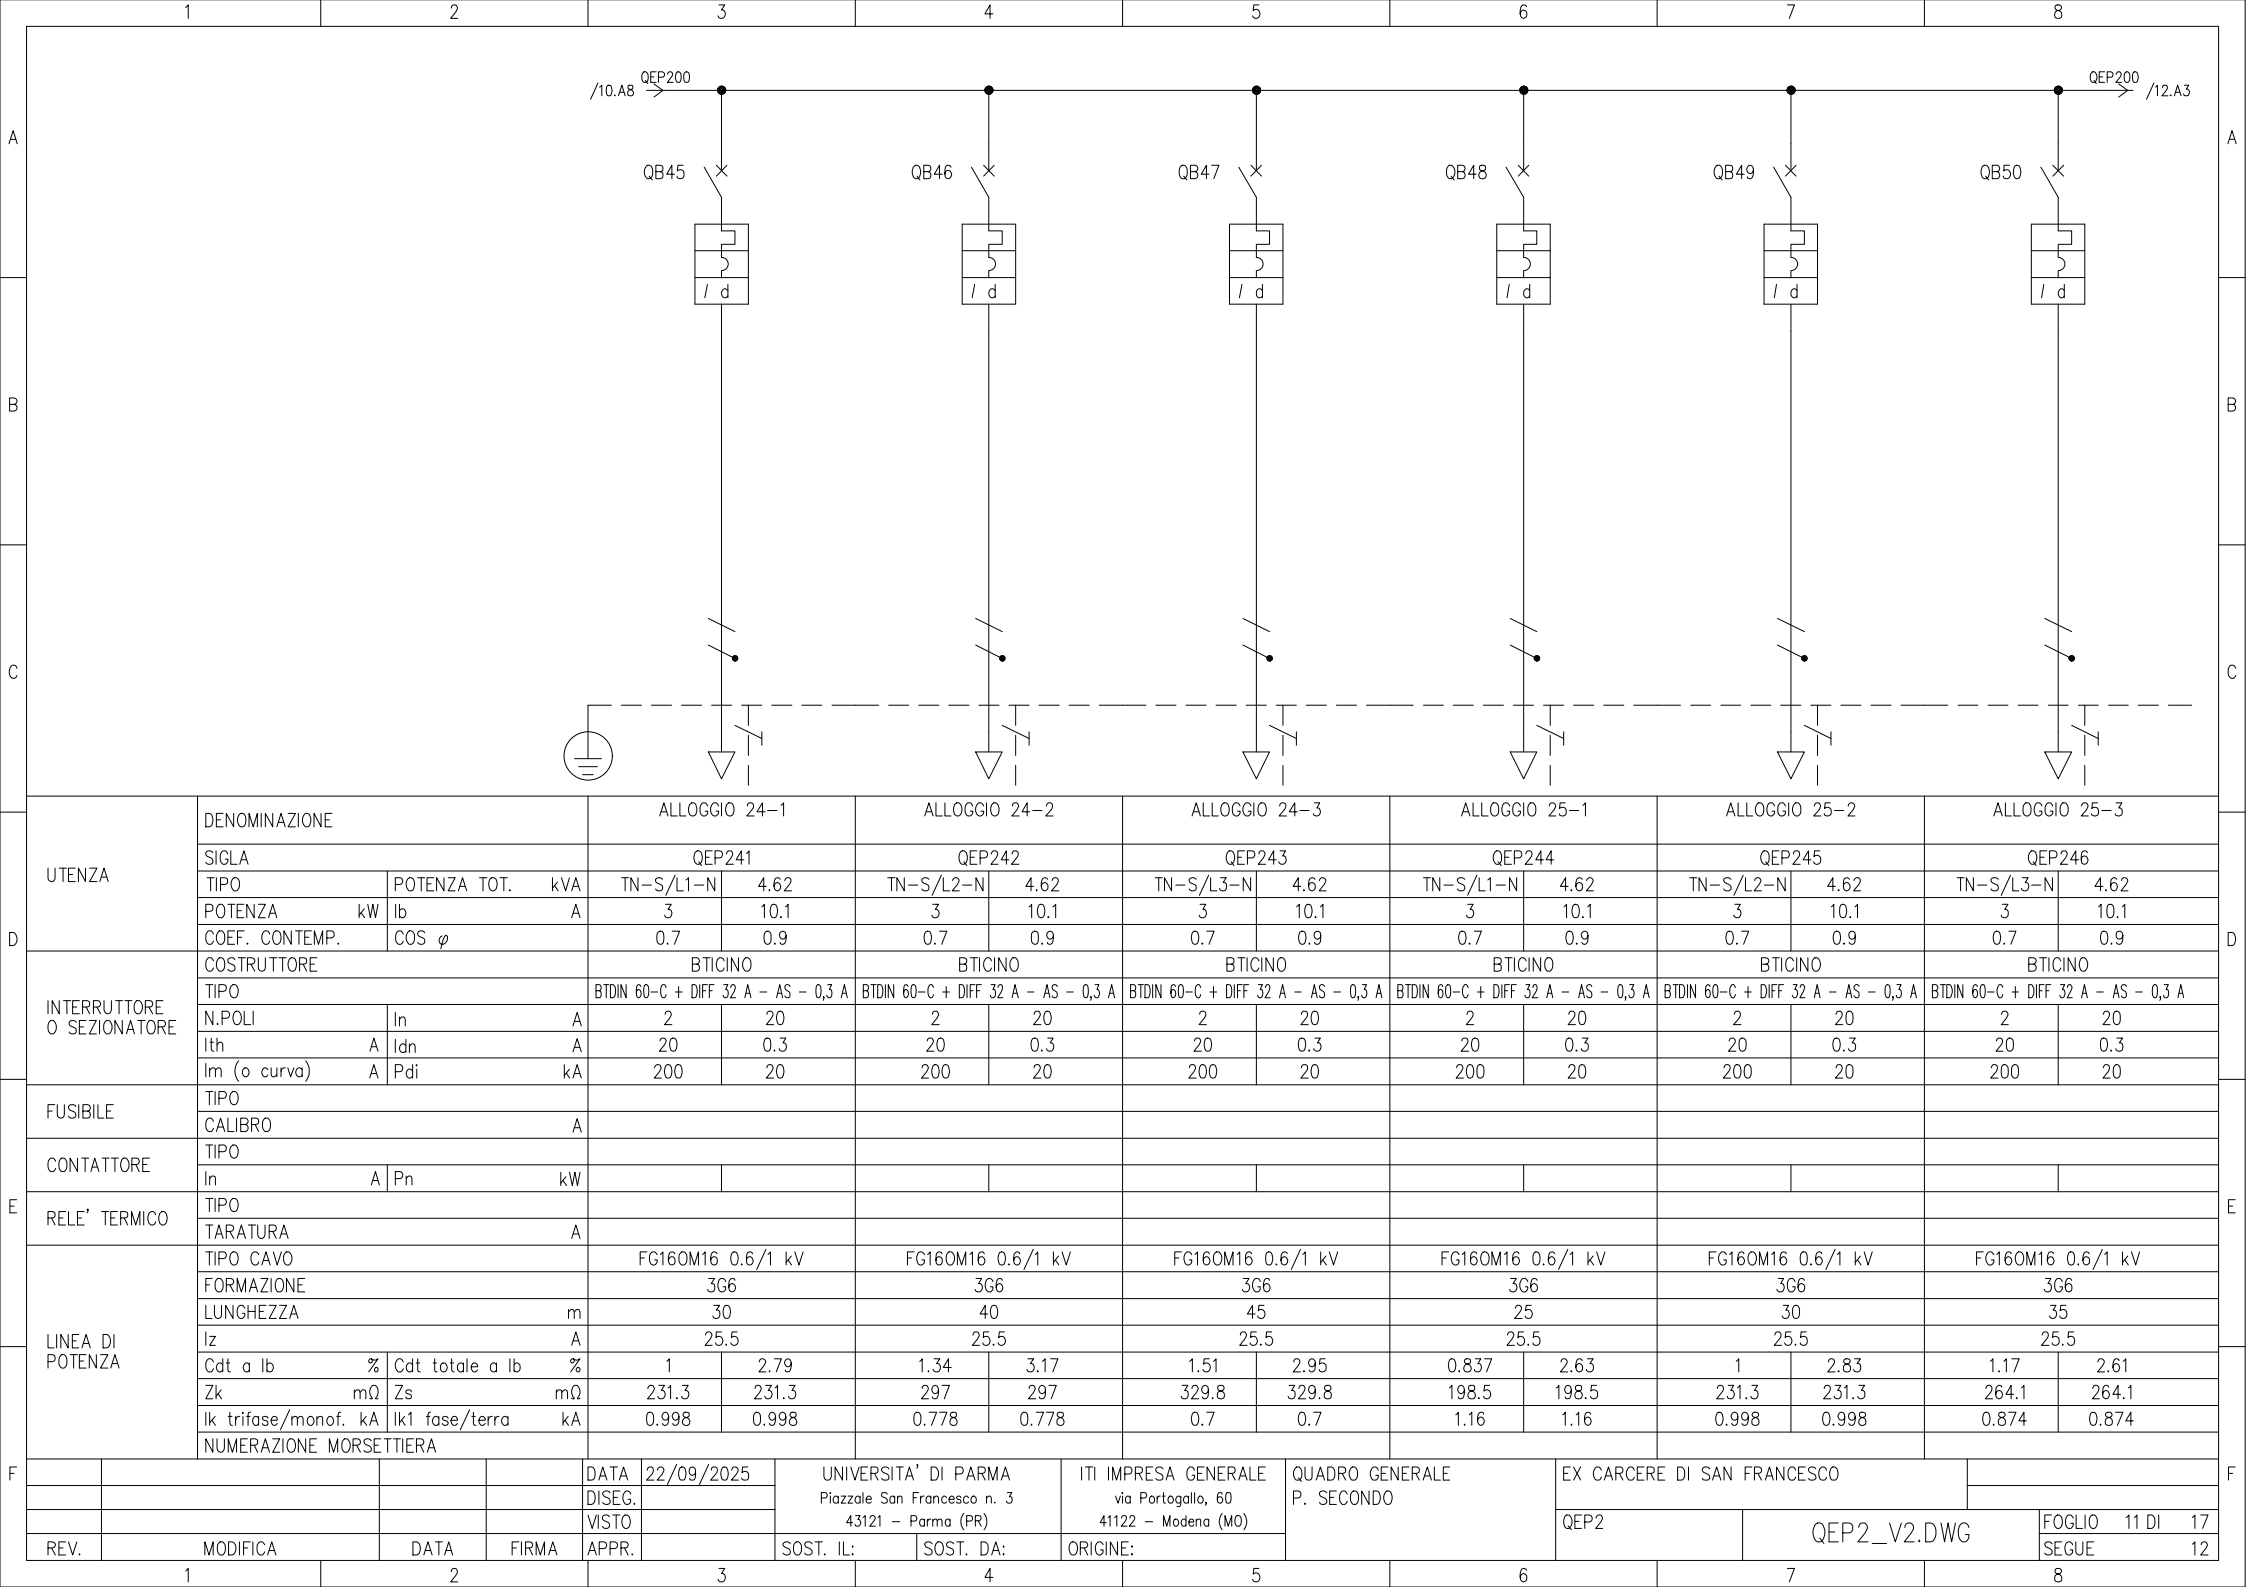 1 2 3 4 5 6 7 8
/10.A8 QEP200 QEP200 /12.A3
A A
QB45 QB46 QB47 QB48 QB49 QB50
I d I d I d I d I d I d
B B
C C
UTENZA
DENOMINAZIONE ALLOGGIO 24-1 ALLOGGIO 24-2 ALLOGGIO 24-3 ALLOGGIO 25-1 ALLOGGIO 25-2 ALLOGGIO 25-3
SIGLA QEP241 QEP242 QEP243 QEP244 QEP245 QEP246
TIPO POTENZA TOT. kVA TN-S/L1-N 4.62 TN-S/L2-N 4.62 TN-S/L3-N 4.62 TN-S/L1-N 4.62 TN-S/L2-N 4.62 TN-S/L3-N 4.62
POTENZA kW Ib A 3 10.1 3 10.1 3 10.1 3 10.1 3 10.1 3 10.1
D COEF. CONTEMP. COS φ 0.7 0.9 0.7 0.9 0.7 0.9 0.7 0.9 0.7 0.9 0.7 0.9 D
INTERRUTTORE
O SEZIONATORE
COSTRUTTORE BTICINO BTICINO BTICINO BTICINO BTICINO BTICINO
TIPO BTDIN 60-C + DIFF 32 A - AS - 0,3 A BTDIN 60-C + DIFF 32 A - AS - 0,3 A BTDIN 60-C + DIFF 32 A - AS - 0,3 A BTDIN 60-C + DIFF 32 A - AS - 0,3 A BTDIN 60-C + DIFF 32 A - AS - 0,3 A BTDIN 60-C + DIFF 32 A - AS - 0,3 A
N.POLI In A 2 20 2 20 2 20 2 20 2 20 2 20
Ith A Idn A 20 0.3 20 0.3 20 0.3 20 0.3 20 0.3 20 0.3
Im (o curva) A Pdi kA 200 20 200 20 200 20 200 20 200 20 200 20
FUSIBILE
TIPO
CALIBRO A
CONTATTORE
TIPO
In A Pn kW
E RELE' TERMICO E
TIPO
TARATURA A
LINEA DI
POTENZA
TIPO CAVO FG16OM16 0.6/1 kV FG16OM16 0.6/1 kV FG16OM16 0.6/1 kV FG16OM16 0.6/1 kV FG16OM16 0.6/1 kV FG16OM16 0.6/1 kV
FORMAZIONE 3G6 3G6 3G6 3G6 3G6 3G6
LUNGHEZZA m 30 40 45 25 30 35
Iz A 25.5 25.5 25.5 25.5 25.5 25.5
Cdt a Ib % Cdt totale a Ib % 1 2.79 1.34 3.17 1.51 2.95 0.837 2.63 1 2.83 1.17 2.61
Zk mΩ Zs mΩ 231.3 231.3 297 297 329.8 329.8 198.5 198.5 231.3 231.3 264.1 264.1
Ik trifase/monof. kA Ik1 fase/terra kA 0.998 0.998 0.778 0.778 0.7 0.7 1.16 1.16 0.998 0.998 0.874 0.874
NUMERAZIONE MORSETTIERA
F DATA 22/09/2025 UNIVERSITA' DI PARMA ITI IMPRESA GENERALE QUADRO GENERALE EX CARCERE DI SAN FRANCESCO F
DISEG. Piazzale San Francesco n. 3 via Portogallo, 60 P. SECONDO
VISTO 43121 - Parma (PR) 41122 - Modena (MO) QEP2 QEP2_V2.DWG FOGLIO 11 DI 17
REV. MODIFICA DATA FIRMA APPR. SOST. IL: SOST. DA: ORIGINE: SEGUE 12
1 2 3 4 5 6 7 8